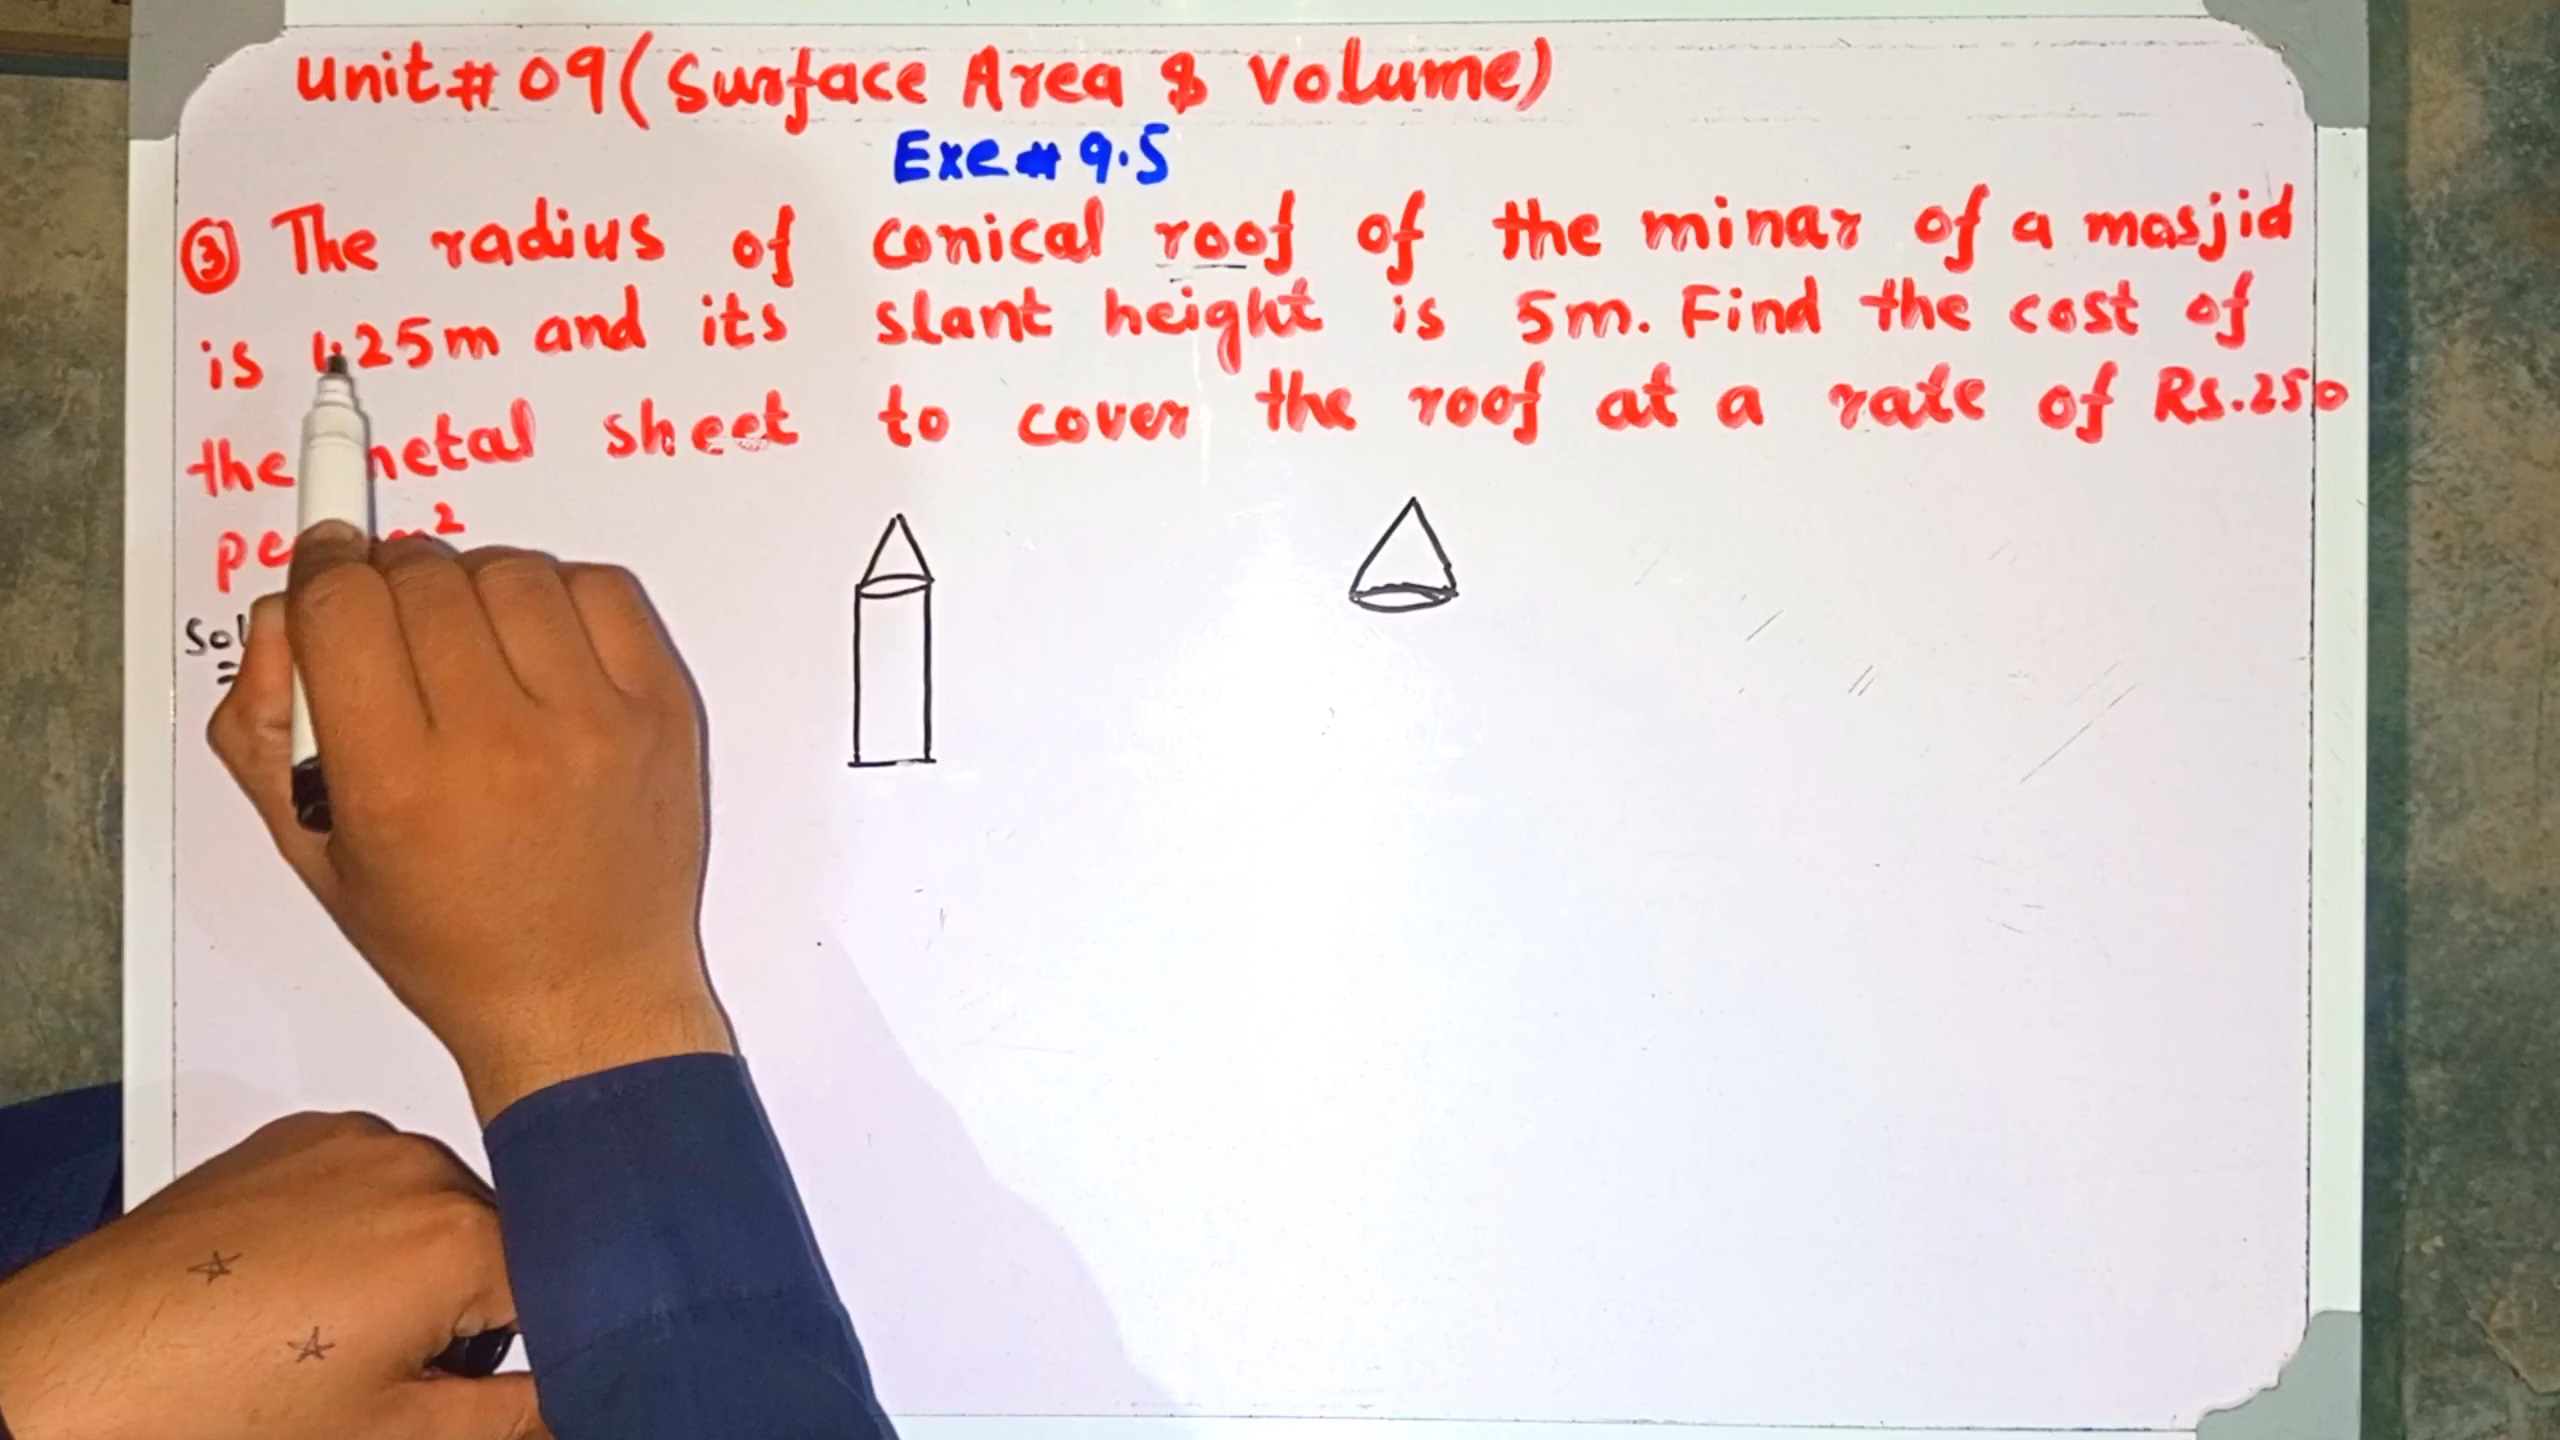 Unit # 09 (Surface Area & Volume)
Exe # 9.5
③ The radius of conical roof of the minar of a masjid
is 1.25m and its slant height is 5m. Find the cost of
the metal sheet to cover the roof at a rate of Rs.250
m²